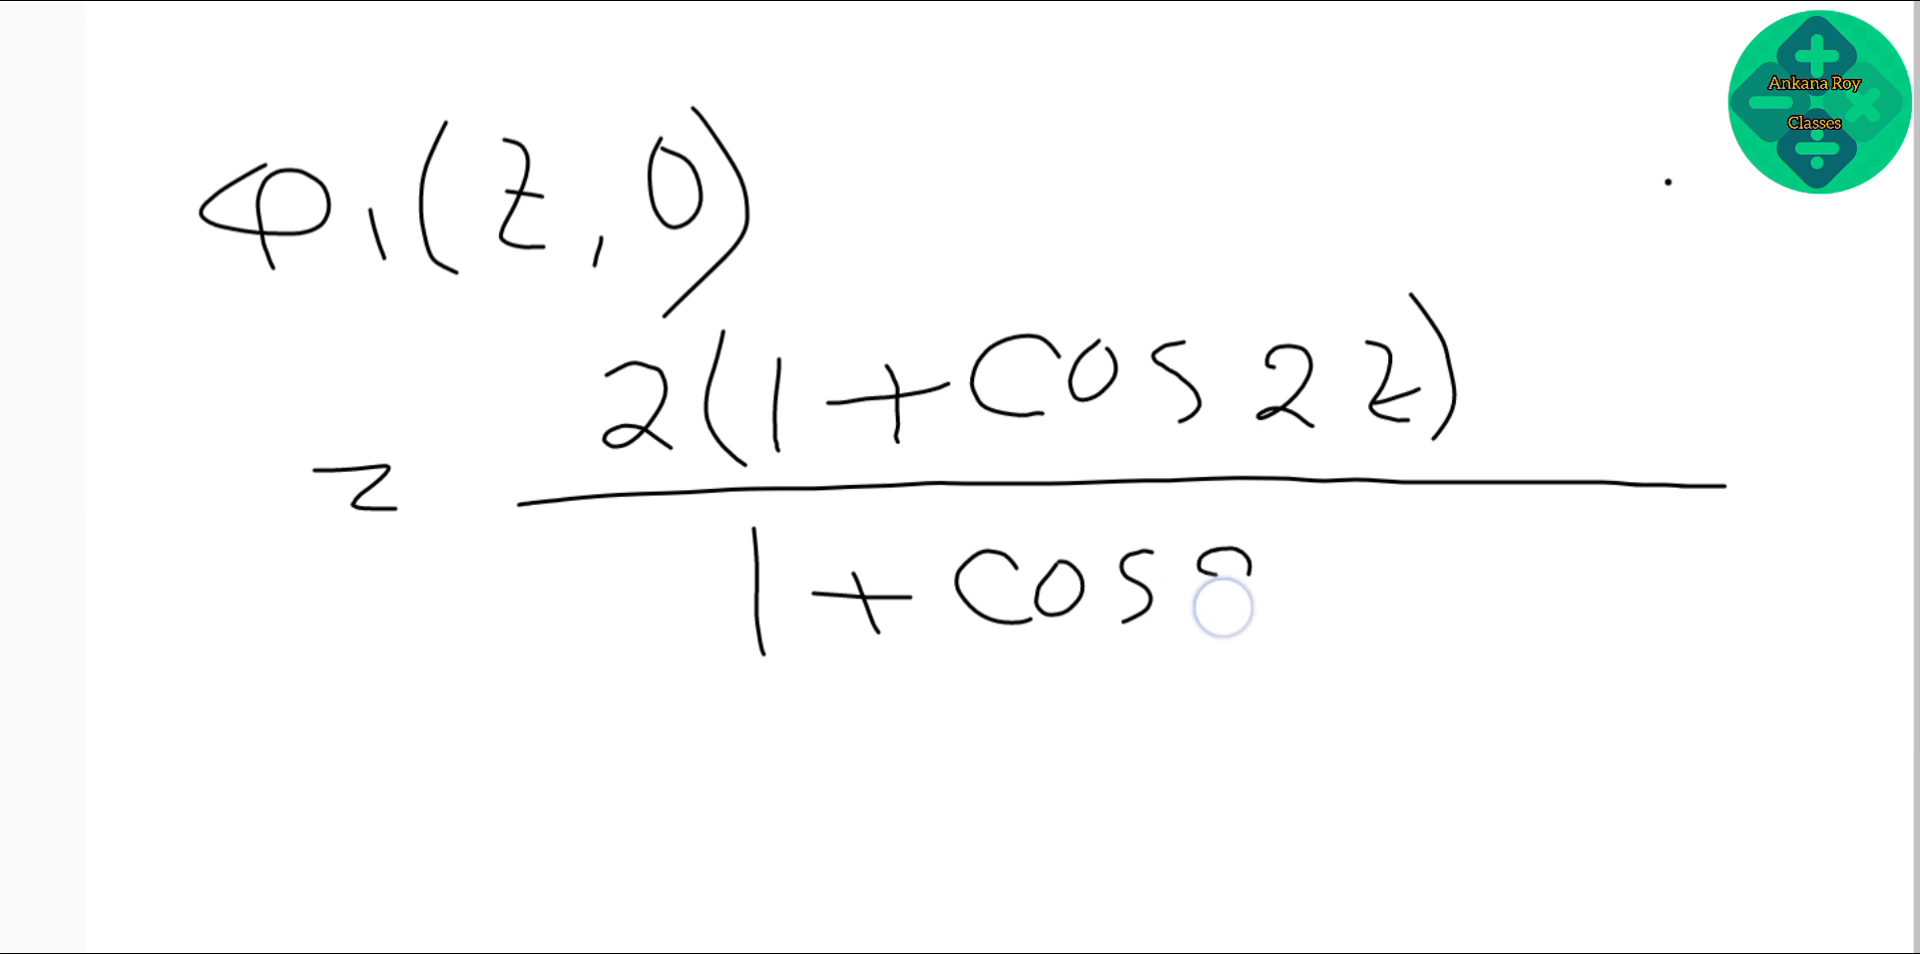 φ₁(z,0)
= 2(1+cos 2z)
1+cos
Ankana Roy
Classes